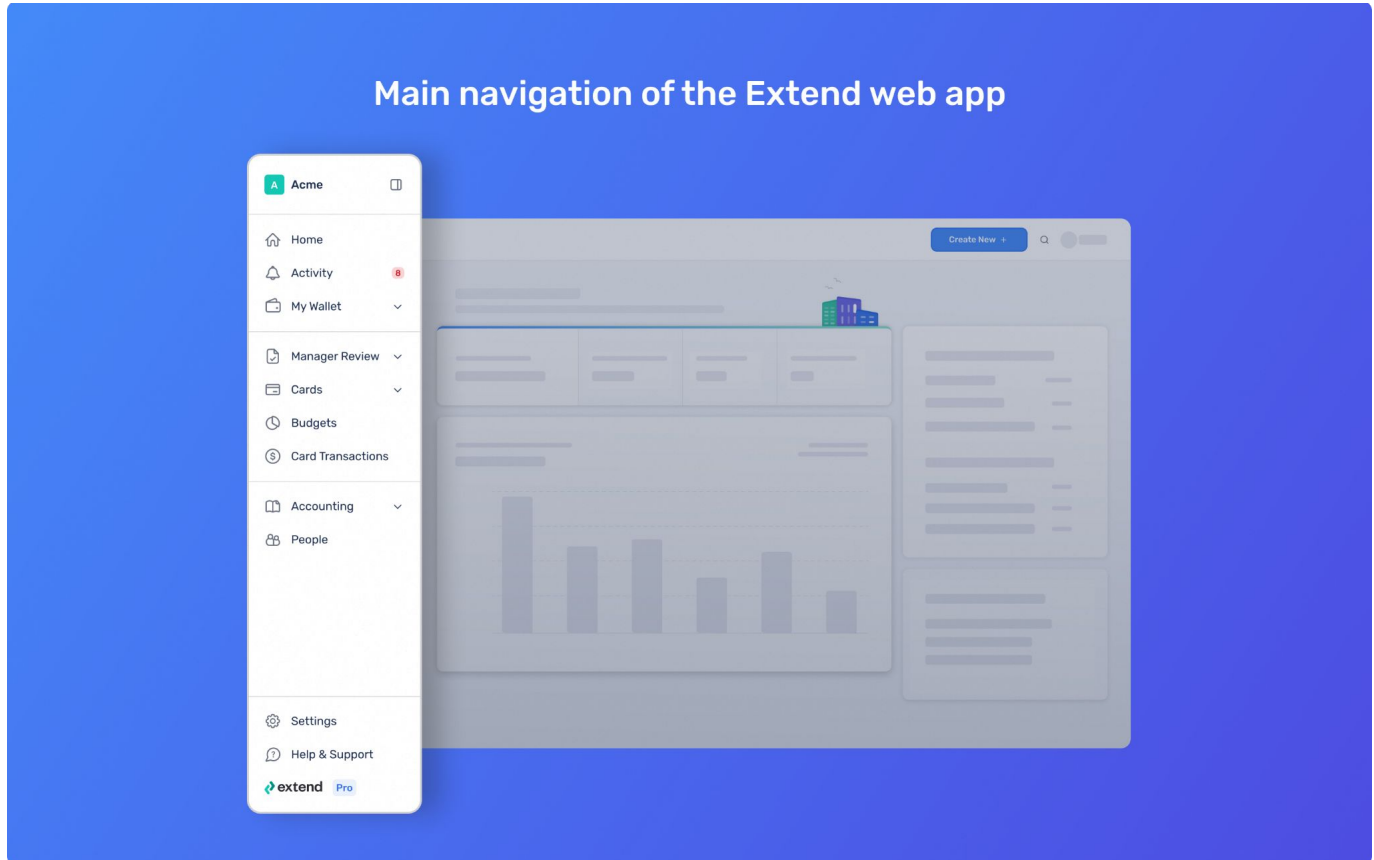 Main navigation of the Extend web app
A Acme
Home
Activity 8
My Wallet
Manager Review
Cards
Budgets
$ Card Transactions
Accounting
People
Settings
? Help & Support
extend Pro
Create New +